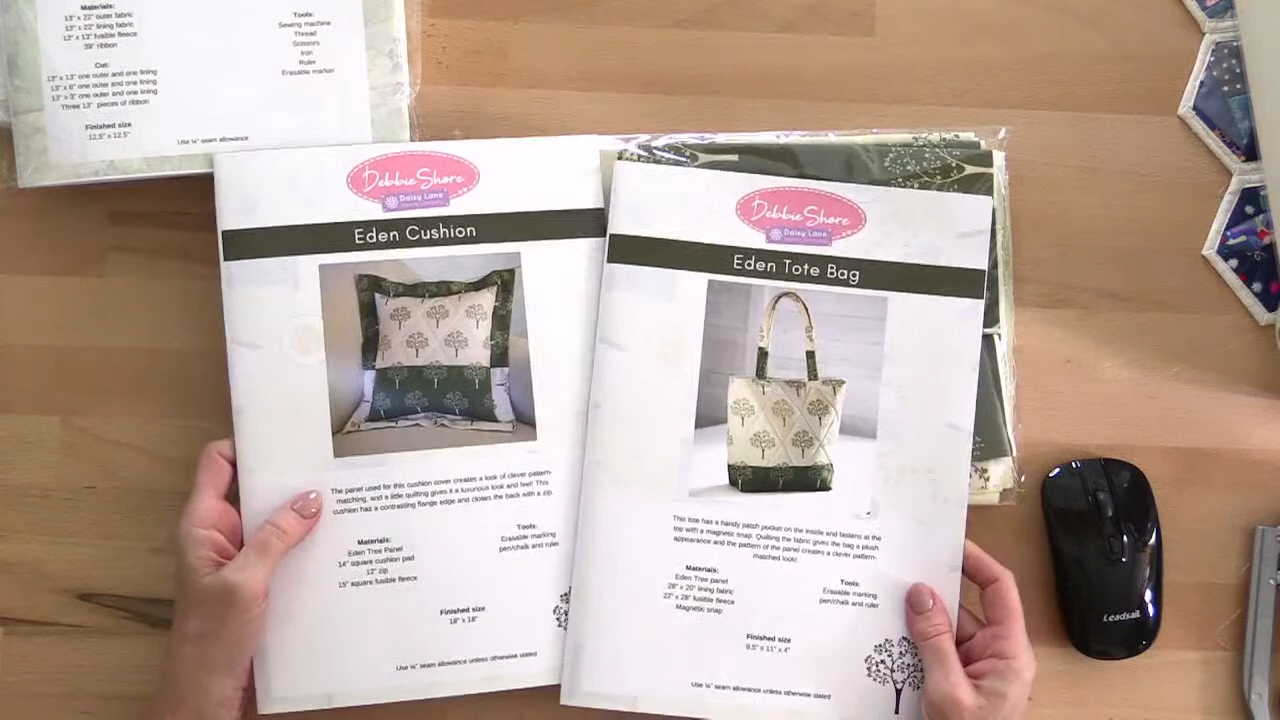 Materials:
13" x 22" outer fabric
13" x 22" lining fabric
13" x 13" fusible fleece
39" ribbon
Cut:
13" x 13" one outer and one lining
13" x 6" one outer and one lining
13" x 3" one outer and one lining
Three 13" pieces of ribbon
Finished size
12.5" x 12.5"
Tools:
Sewing machine
Thread
Scissors
Iron
Ruler
Erasable marker
Use ¼" seam allowance
Debbie Shore
Daisy Lane
Eden Cushion
The panel used for this cushion cover creates a look of clever pattern-
matching, and a little quilting gives it a luxurious look and feel! This
cushion has a contrasting flange edge and closes the back with a zip.
Materials:
Eden Tree Panel
14" square cushion pad
12" zip
15" square fusible fleece
Tools:
Erasable marking
pen/chalk and ruler
Finished size
18" x 18"
Use ¼" seam allowance unless otherwise stated
Debbie Shore
Daisy Lane
Eden Tote Bag
This tote has a handy patch pocket on the inside and fastens at the
top with a magnetic snap. Quilting the fabric gives the bag a plush
appearance and the pattern of the panel creates a clever pattern-
matched look!
Materials:
Eden Tree panel
28" x 20" lining fabric
22" x 28" fusible fleece
Magnetic snap
Tools:
Erasable marking
pen/chalk and ruler
Finished size
9.5" x 11" x 4"
Use ¼" seam allowance unless otherwise stated
Leadsail